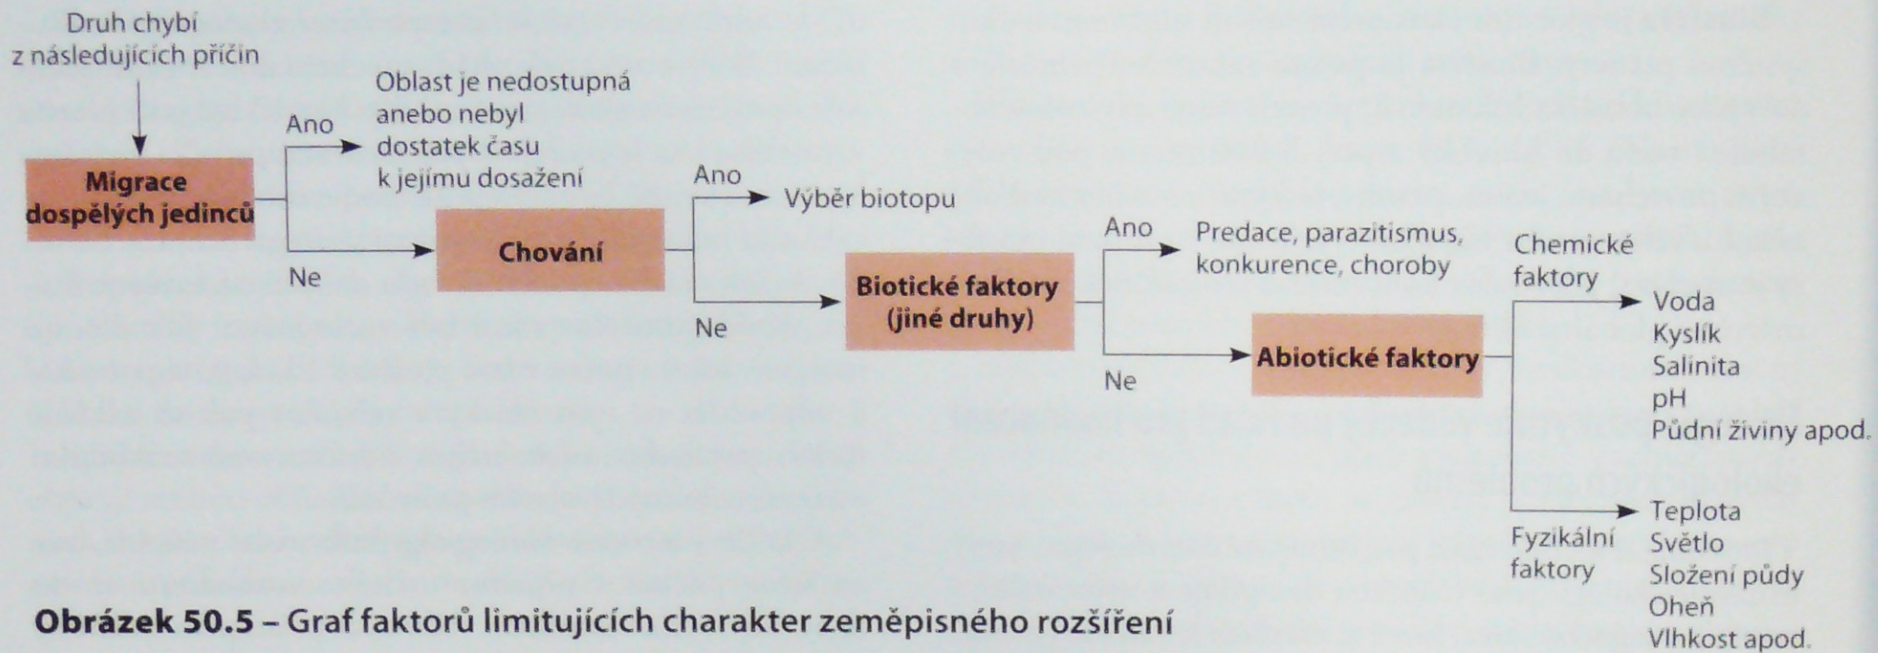 Druh chybí
z následujících příčin
Migrace
dospělých jedinců
Ano
Oblast je nedostupná
anebo nebyl
dostatek času
k jejímu dosažení
Ne
Chování
Ano
Výběr biotopu
Ne
Biotické faktory
(jiné druhy)
Ano
Predace, parazitismus,
konkurence, choroby
Ne
Abiotické faktory
Chemické
faktory
Voda
Kyslík
Salinita
pH
Půdní živiny apod.
Fyzikální
faktory
Teplota
Světlo
Složení půdy
Oheň
Vlhkost apod.
Obrázek 50.5 – Graf faktorů limitujících charakter zeměpisného rozšíření